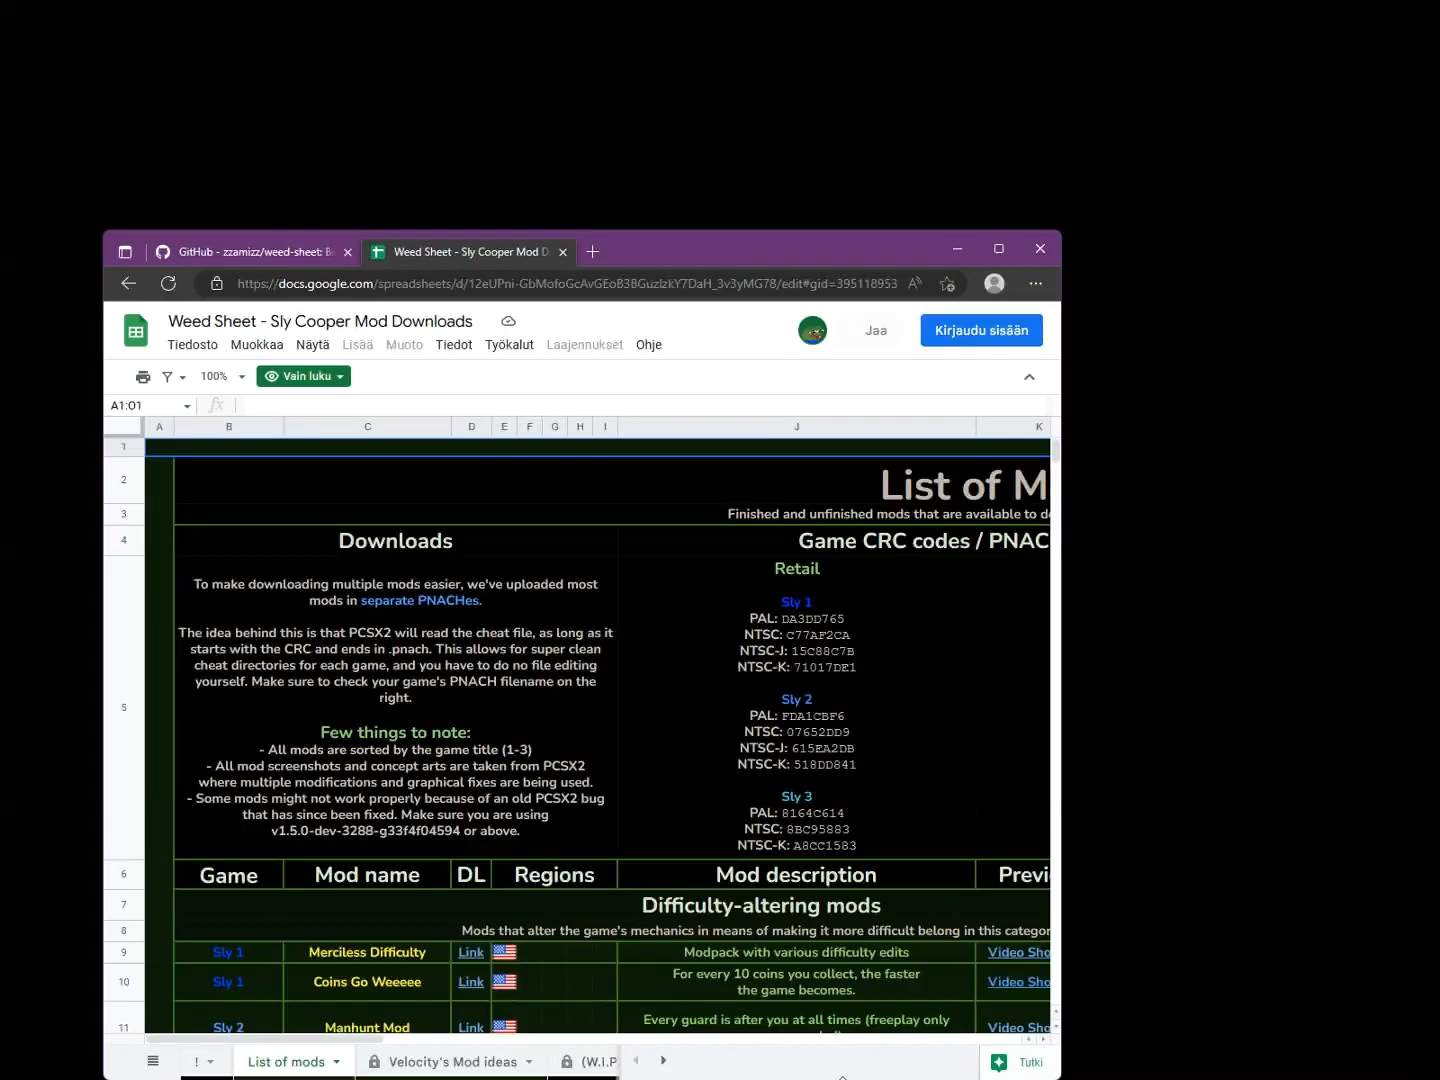 GitHub - zzamizz/weed-sheet: B
Weed Sheet - Sly Cooper Mod D
https://docs.google.com/spreadsheets/d/12eUPni-GbMofoGcAvGEoB3BGuzIzkY7DaH_3v3yMG78/edit#gid=395118953
Weed Sheet - Sly Cooper Mod Downloads
Jaa
Kirjaudu sisään
Tiedosto Muokkaa Näytä Lisää Muoto Tiedot Työkalut Laajennukset Ohje
100% Vain luku
A1:O1 fx
A B C D E F G H I J K
1
2 List of M
3 Finished and unfinished mods that are available to d
4 Downloads Game CRC codes / PNAC
5
To make downloading multiple mods easier, we've uploaded most
mods in separate PNACHes.
The idea behind this is that PCSX2 will read the cheat file, as long as it
starts with the CRC and ends in .pnach. This allows for super clean
cheat directories for each game, and you have to do no file editing
yourself. Make sure to check your game's PNACH filename on the
right.
Few things to note:
- All mods are sorted by the game title (1-3)
- All mod screenshots and concept arts are taken from PCSX2
where multiple modifications and graphical fixes are being used.
- Some mods might not work properly because of an old PCSX2 bug
that has since been fixed. Make sure you are using
v1.5.0-dev-3288-g33f4f04594 or above.
Retail
Sly 1
PAL: DA3DD765
NTSC: C77AF2CA
NTSC-J: 15C88C7B
NTSC-K: 71017DE1
Sly 2
PAL: FDA1CBF6
NTSC: 07652DD9
NTSC-J: 615EA2DB
NTSC-K: 518DD841
Sly 3
PAL: 8164C614
NTSC: 8BC95883
NTSC-K: A8CC1583
6 Game Mod name DL Regions Mod description Previ
7 Difficulty-altering mods
8 Mods that alter the game's mechanics in means of making it more difficult belong in this categor
9 Sly 1 Merciless Difficulty Link Modpack with various difficulty edits Video Sho
10 Sly 1 Coins Go Weeeee Link For every 10 coins you collect, the faster
the game becomes. Video Sho
11 Sly 2 Manhunt Mod Link Every guard is after you at all times (freeplay only Video Sho
! List of mods Velocity's Mod ideas (W.I.P Tutki